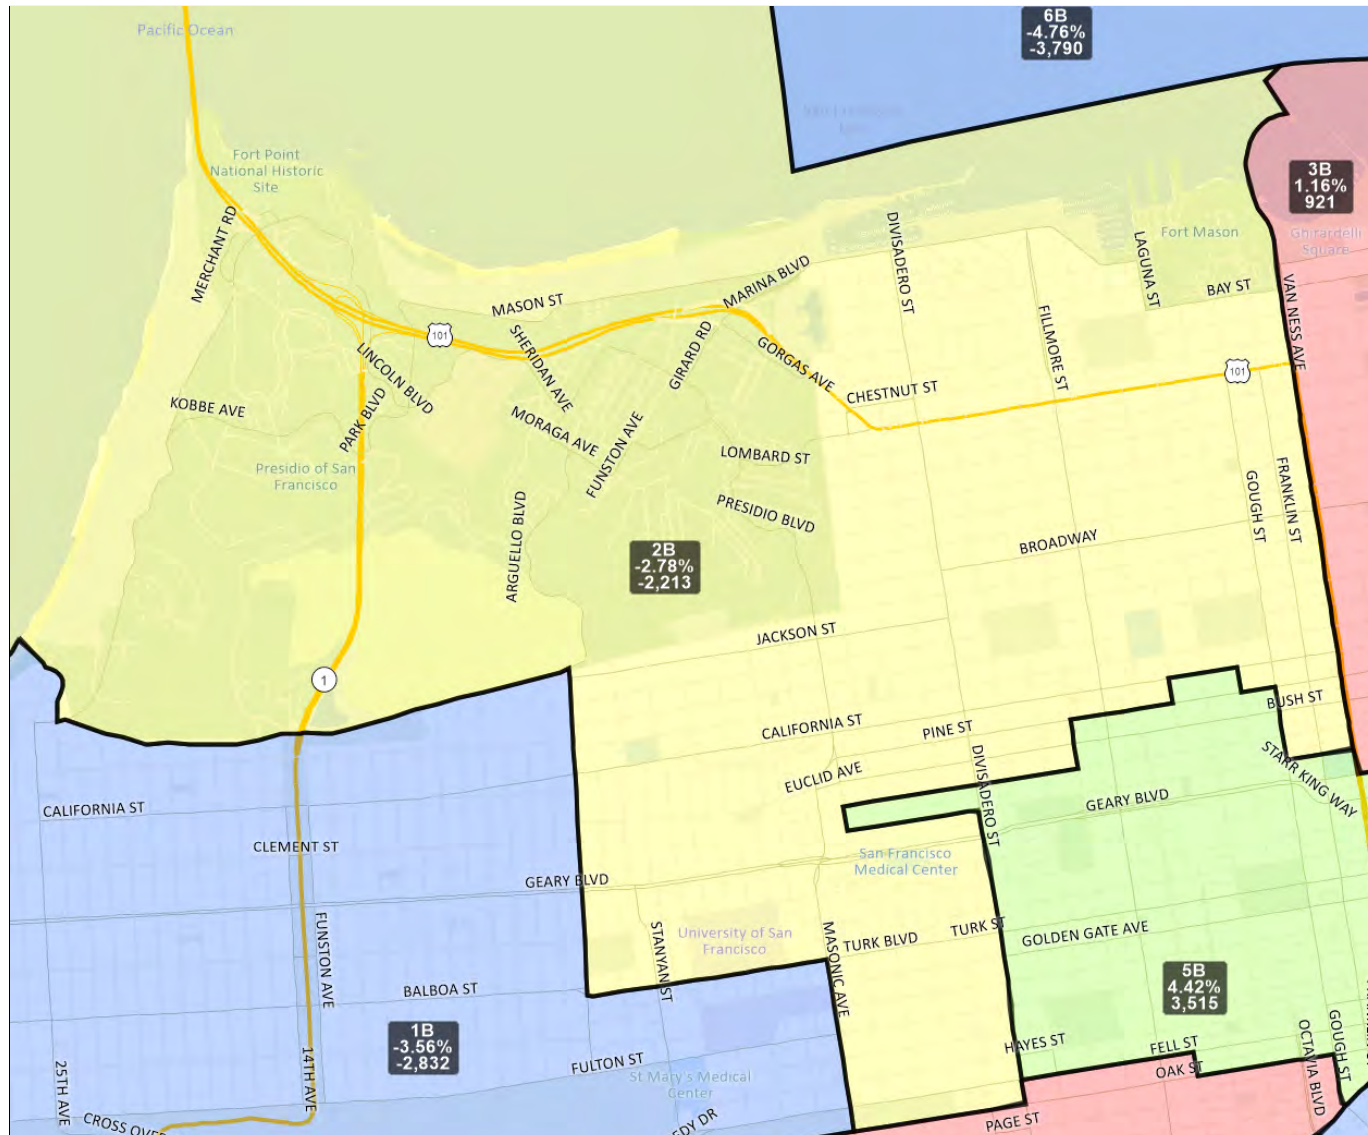 Pacific Ocean
6B
-4.76%
-3,790
Fort Point
National Historic
Site
3B
1.16%
921
Ghirardelli
Square
Fort Mason
MERCHANT RD
DIVISADERO ST
LAGUNA ST
MARINA BLVD
MASON ST
BAY ST
VAN NESS AVE
101
SHERIDAN AVE
GIRARD RD
GORGAS AVE
FILLMORE ST
101
LINCOLN BLVD
CHESTNUT ST
KOBBE AVE
PARK BLVD
MORAGA AVE
FUNSTON AVE
LOMBARD ST
Presidio of San
Francisco
PRESIDIO BLVD
GOUGH ST
FRANKLIN ST
ARGUELLO BLVD
BROADWAY
2B
-2.78%
-2,213
JACKSON ST
1
CALIFORNIA ST
PINE ST
BUSH ST
EUCLID AVE
DIVISADERO ST
STARR KING WAY
CALIFORNIA ST
GEARY BLVD
CLEMENT ST
San Francisco
Medical Center
GEARY BLVD
FUNSTON AVE
STANYAN ST
University of San
Francisco
MASONIC AVE
TURK BLVD
TURK ST
GOLDEN GATE AVE
5B
4.42%
3,515
BALBOA ST
1B
-3.56%
-2,832
HAYES ST
FELL ST
OAK ST
OCTAVIA BLVD
GOUGH ST
25TH AVE
14TH AVE
FULTON ST
St Mary's Medical
Center
CROSS OVE
EDY DR
PAGE ST